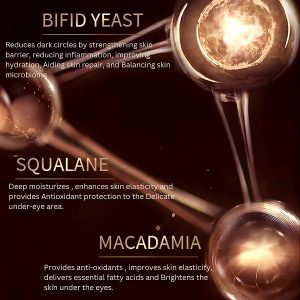 BIFID YEAST
Reduces dark circles by strengthening skin
barrier, reducing inflammation, improving
hydration, Aiding skin repair, and Balancing skin
microbiome.
SQUALANE
Deep moisturizes , enhances skin elasticity and
provides Antioxidant protection to the Delicate
under-eye area.
MACADAMIA
Provides anti-oxidants , improves skin elasticity,
delivers essential fatty acids and Brightens the
skin under the eyes.